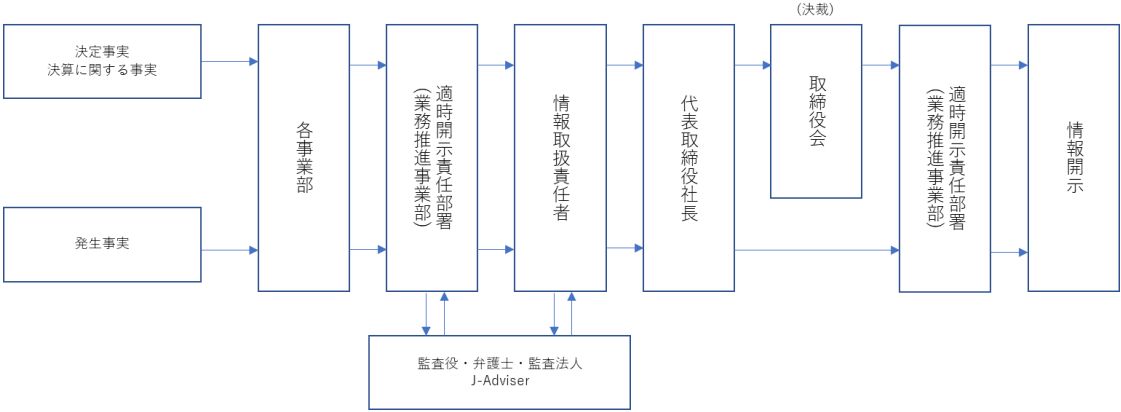 （決裁）
決定事実
決算に関する事実
発生事実
各事業部
適時開示責任部署
（業務推進事業部）
情報取扱責任者
代表取締役社長
取締役会
適時開示責任部署
（業務推進事業部）
情報開示
監査役・弁護士・監査法人
J-Adviser